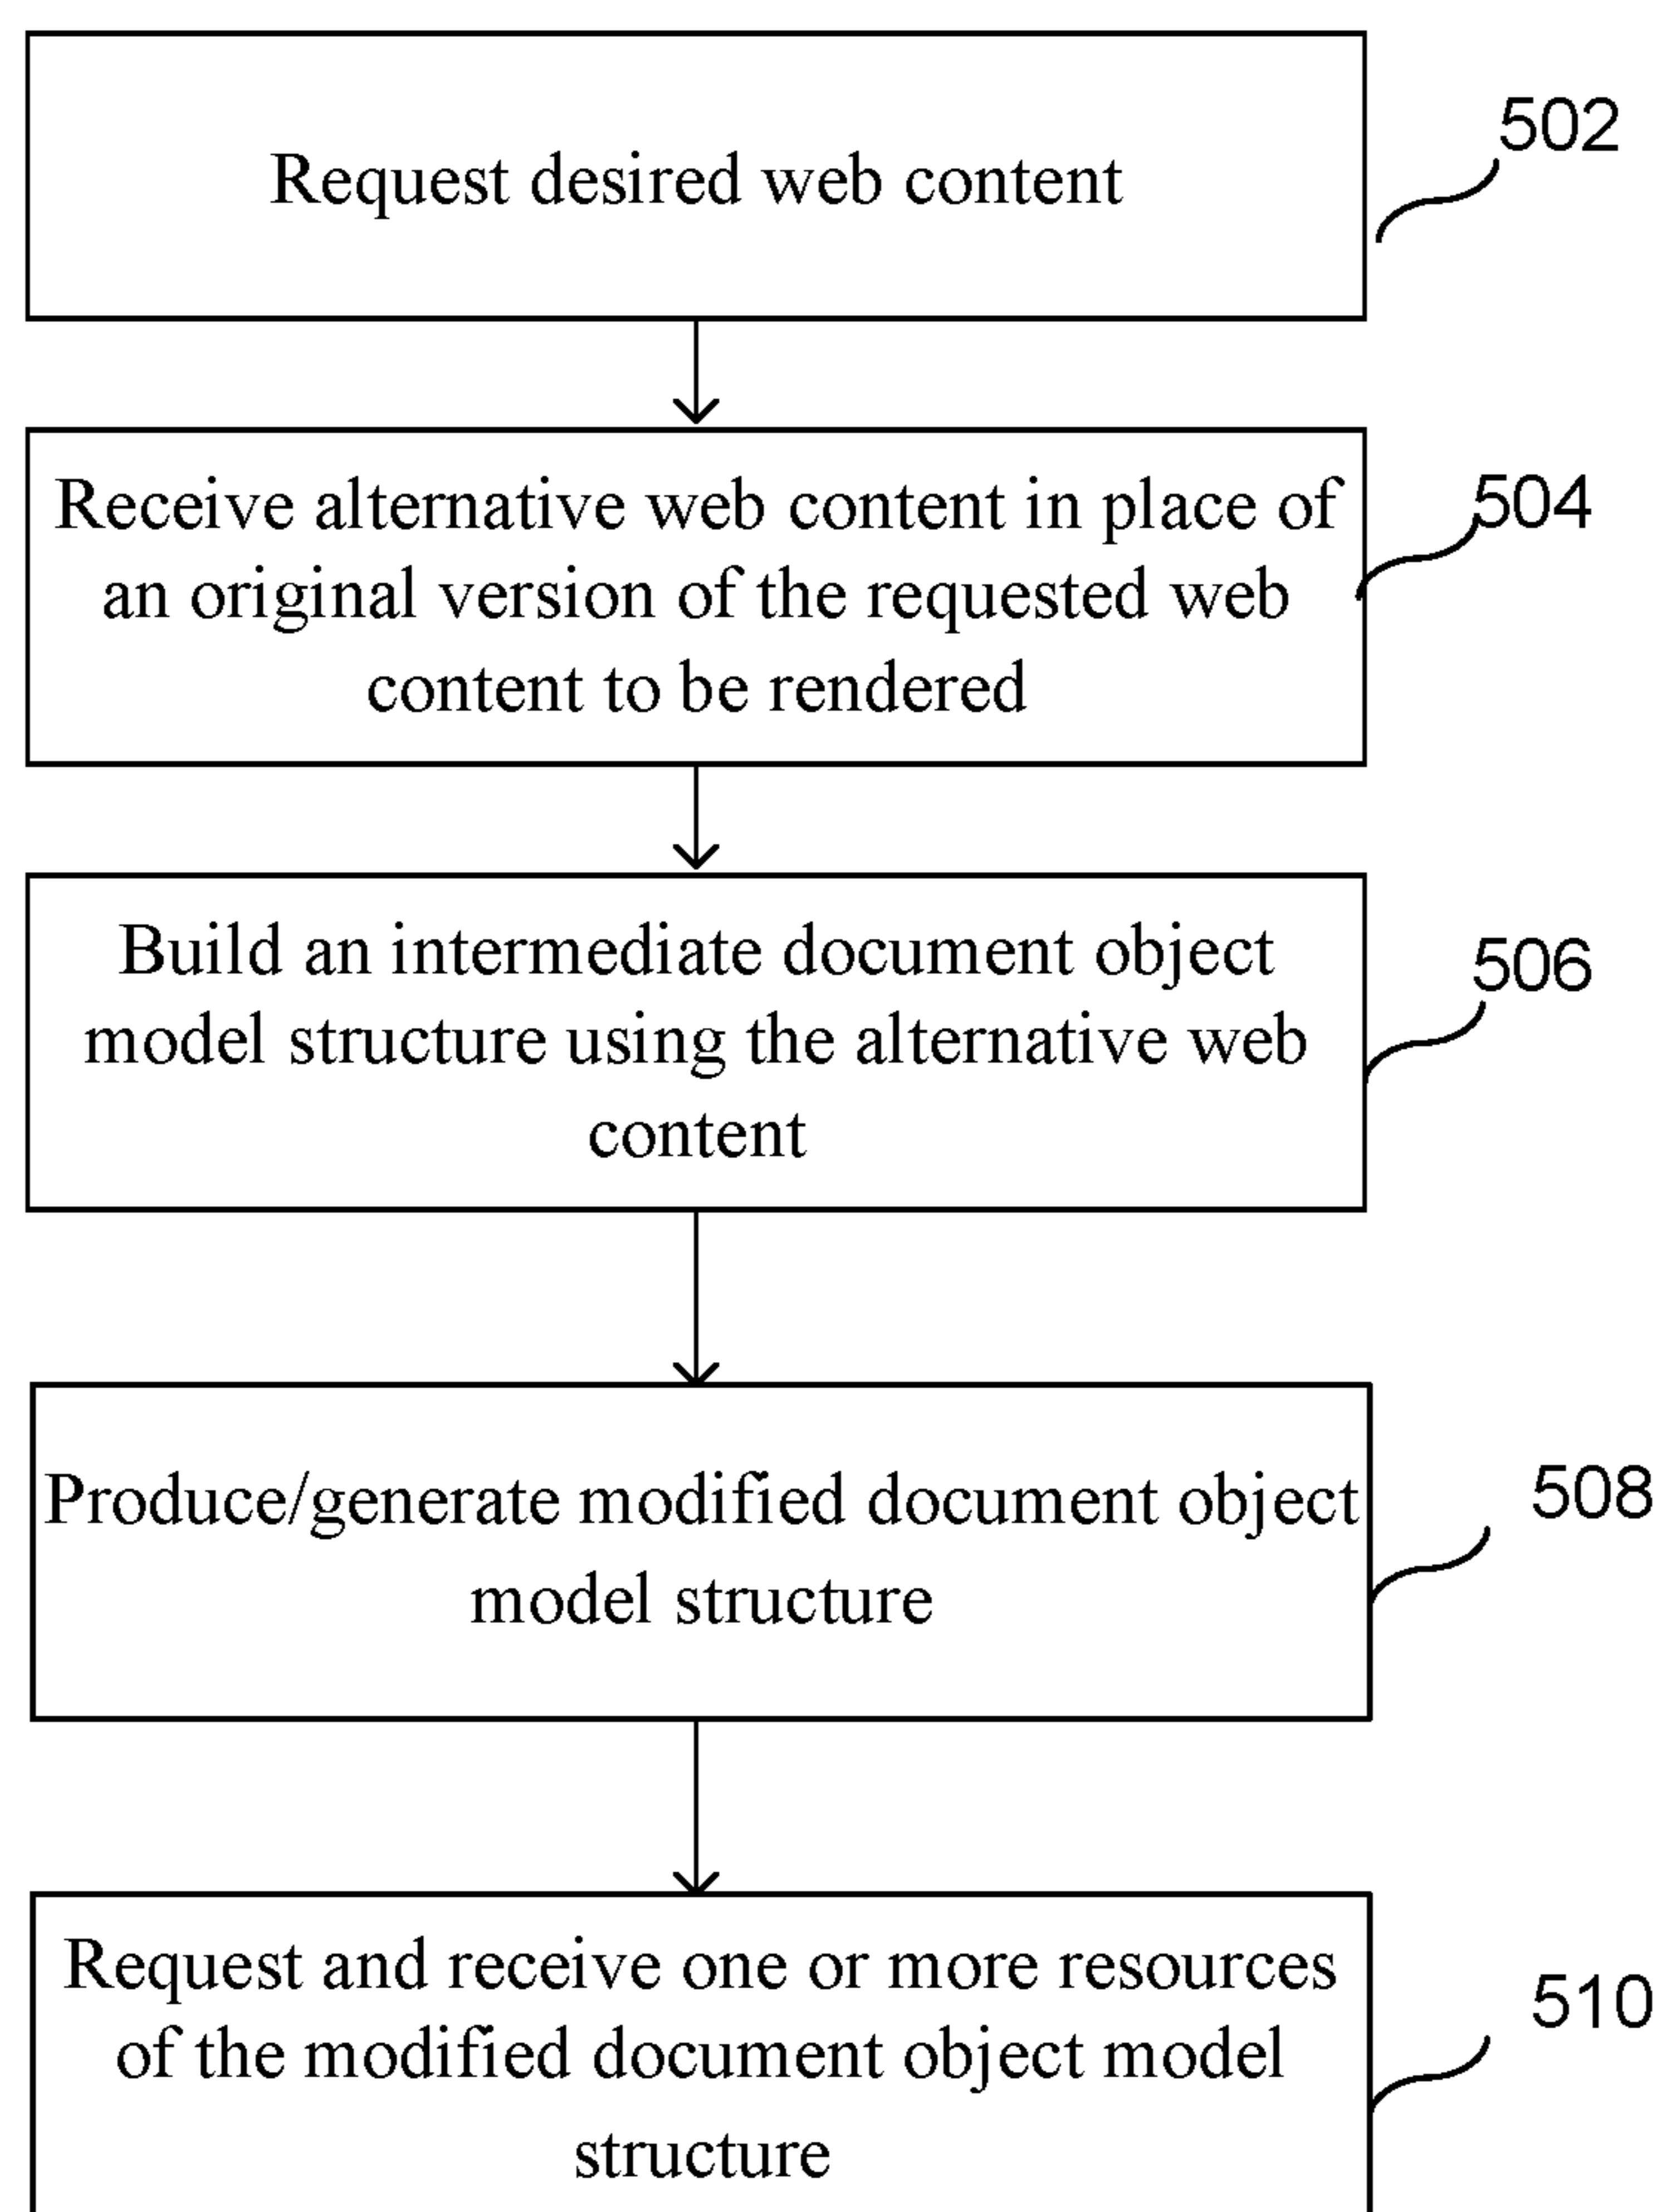 Request desired web content
502
Receive alternative web content in place of
an original version of the requested web
content to be rendered
504
Build an intermediate document object
model structure using the alternative web
content
506
Produce/generate modified document object
model structure
508
Request and receive one or more resources
of the modified document object model
structure
510